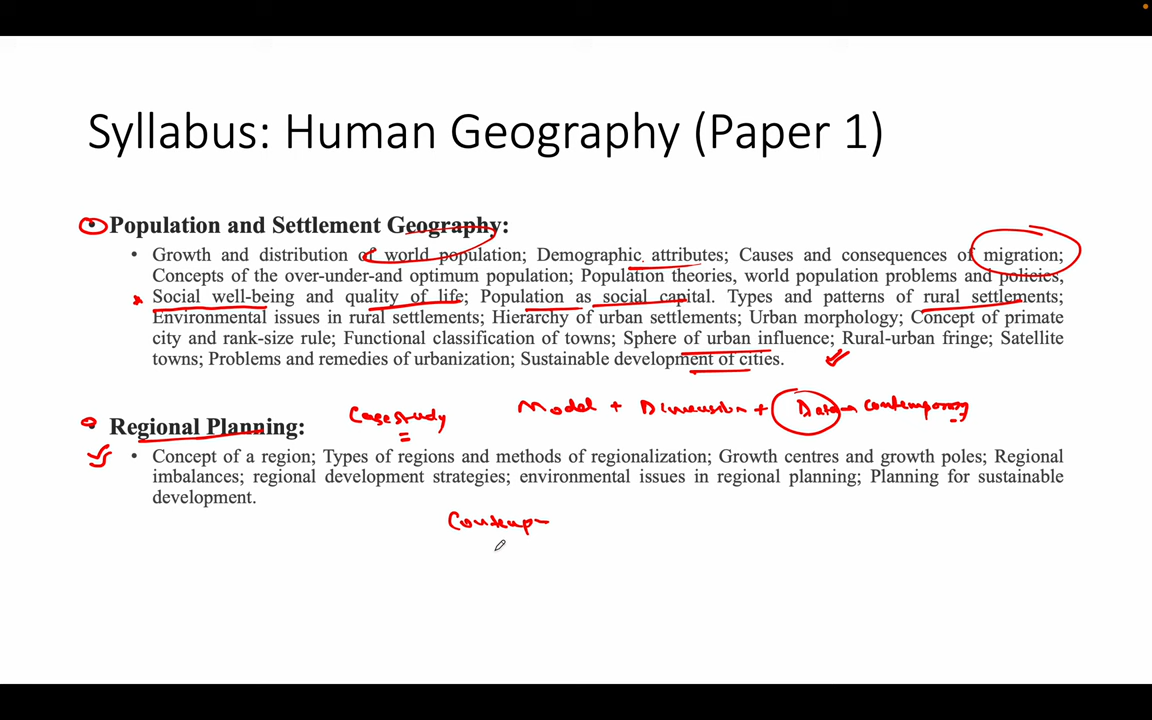 Syllabus: Human Geography (Paper 1)
• Population and Settlement Geography:
• Growth and distribution of world population; Demographic attributes; Causes and consequences of migration;
Concepts of the over-under-and optimum population; Population theories, world population problems and policies,
Social well-being and quality of life; Population as social capital. Types and patterns of rural settlements;
Environmental issues in rural settlements; Hierarchy of urban settlements; Urban morphology; Concept of primate
city and rank-size rule; Functional classification of towns; Sphere of urban influence; Rural-urban fringe; Satellite
towns; Problems and remedies of urbanization; Sustainable development of cities.
Case study Model + Dimension + Data contemporary
• Regional Planning:
• Concept of a region; Types of regions and methods of regionalization; Growth centres and growth poles; Regional
imbalances; regional development strategies; environmental issues in regional planning; Planning for sustainable
development.
Contemp